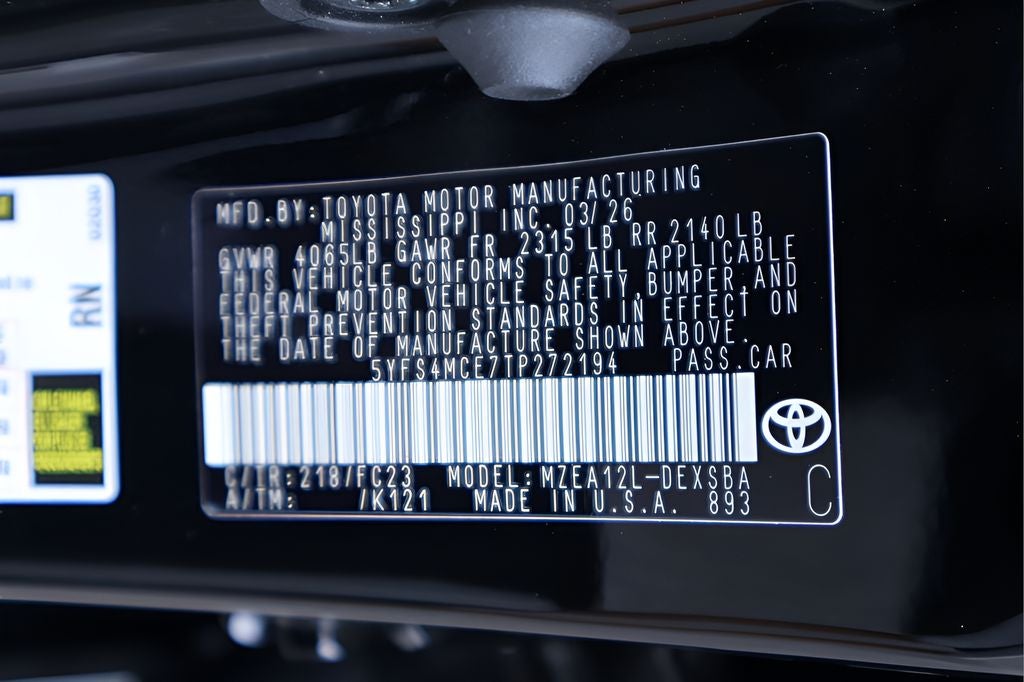 MFD.BY:TOYOTA MOTOR MANUFACTURING
MISSISSIPPI INC. 03/26
GVWR 4065LB GAWR FR 2315LB RR 2140LB
THIS VEHICLE CONFORMS TO ALL APPLICABLE
FEDERAL MOTOR VEHICLE SAFETY,BUMPER,AND
THEFT PREVENTION STANDARDS IN EFFECT ON
THE DATE OF MANUFACTURE SHOWN ABOVE.
5YFS4MCE7TP272194 PASS.CAR
C/TR:218/FC23 MODEL:MZEA12L-DEXSBA
A/TM: /K121 MADE IN U.S.A. 893
C
RN